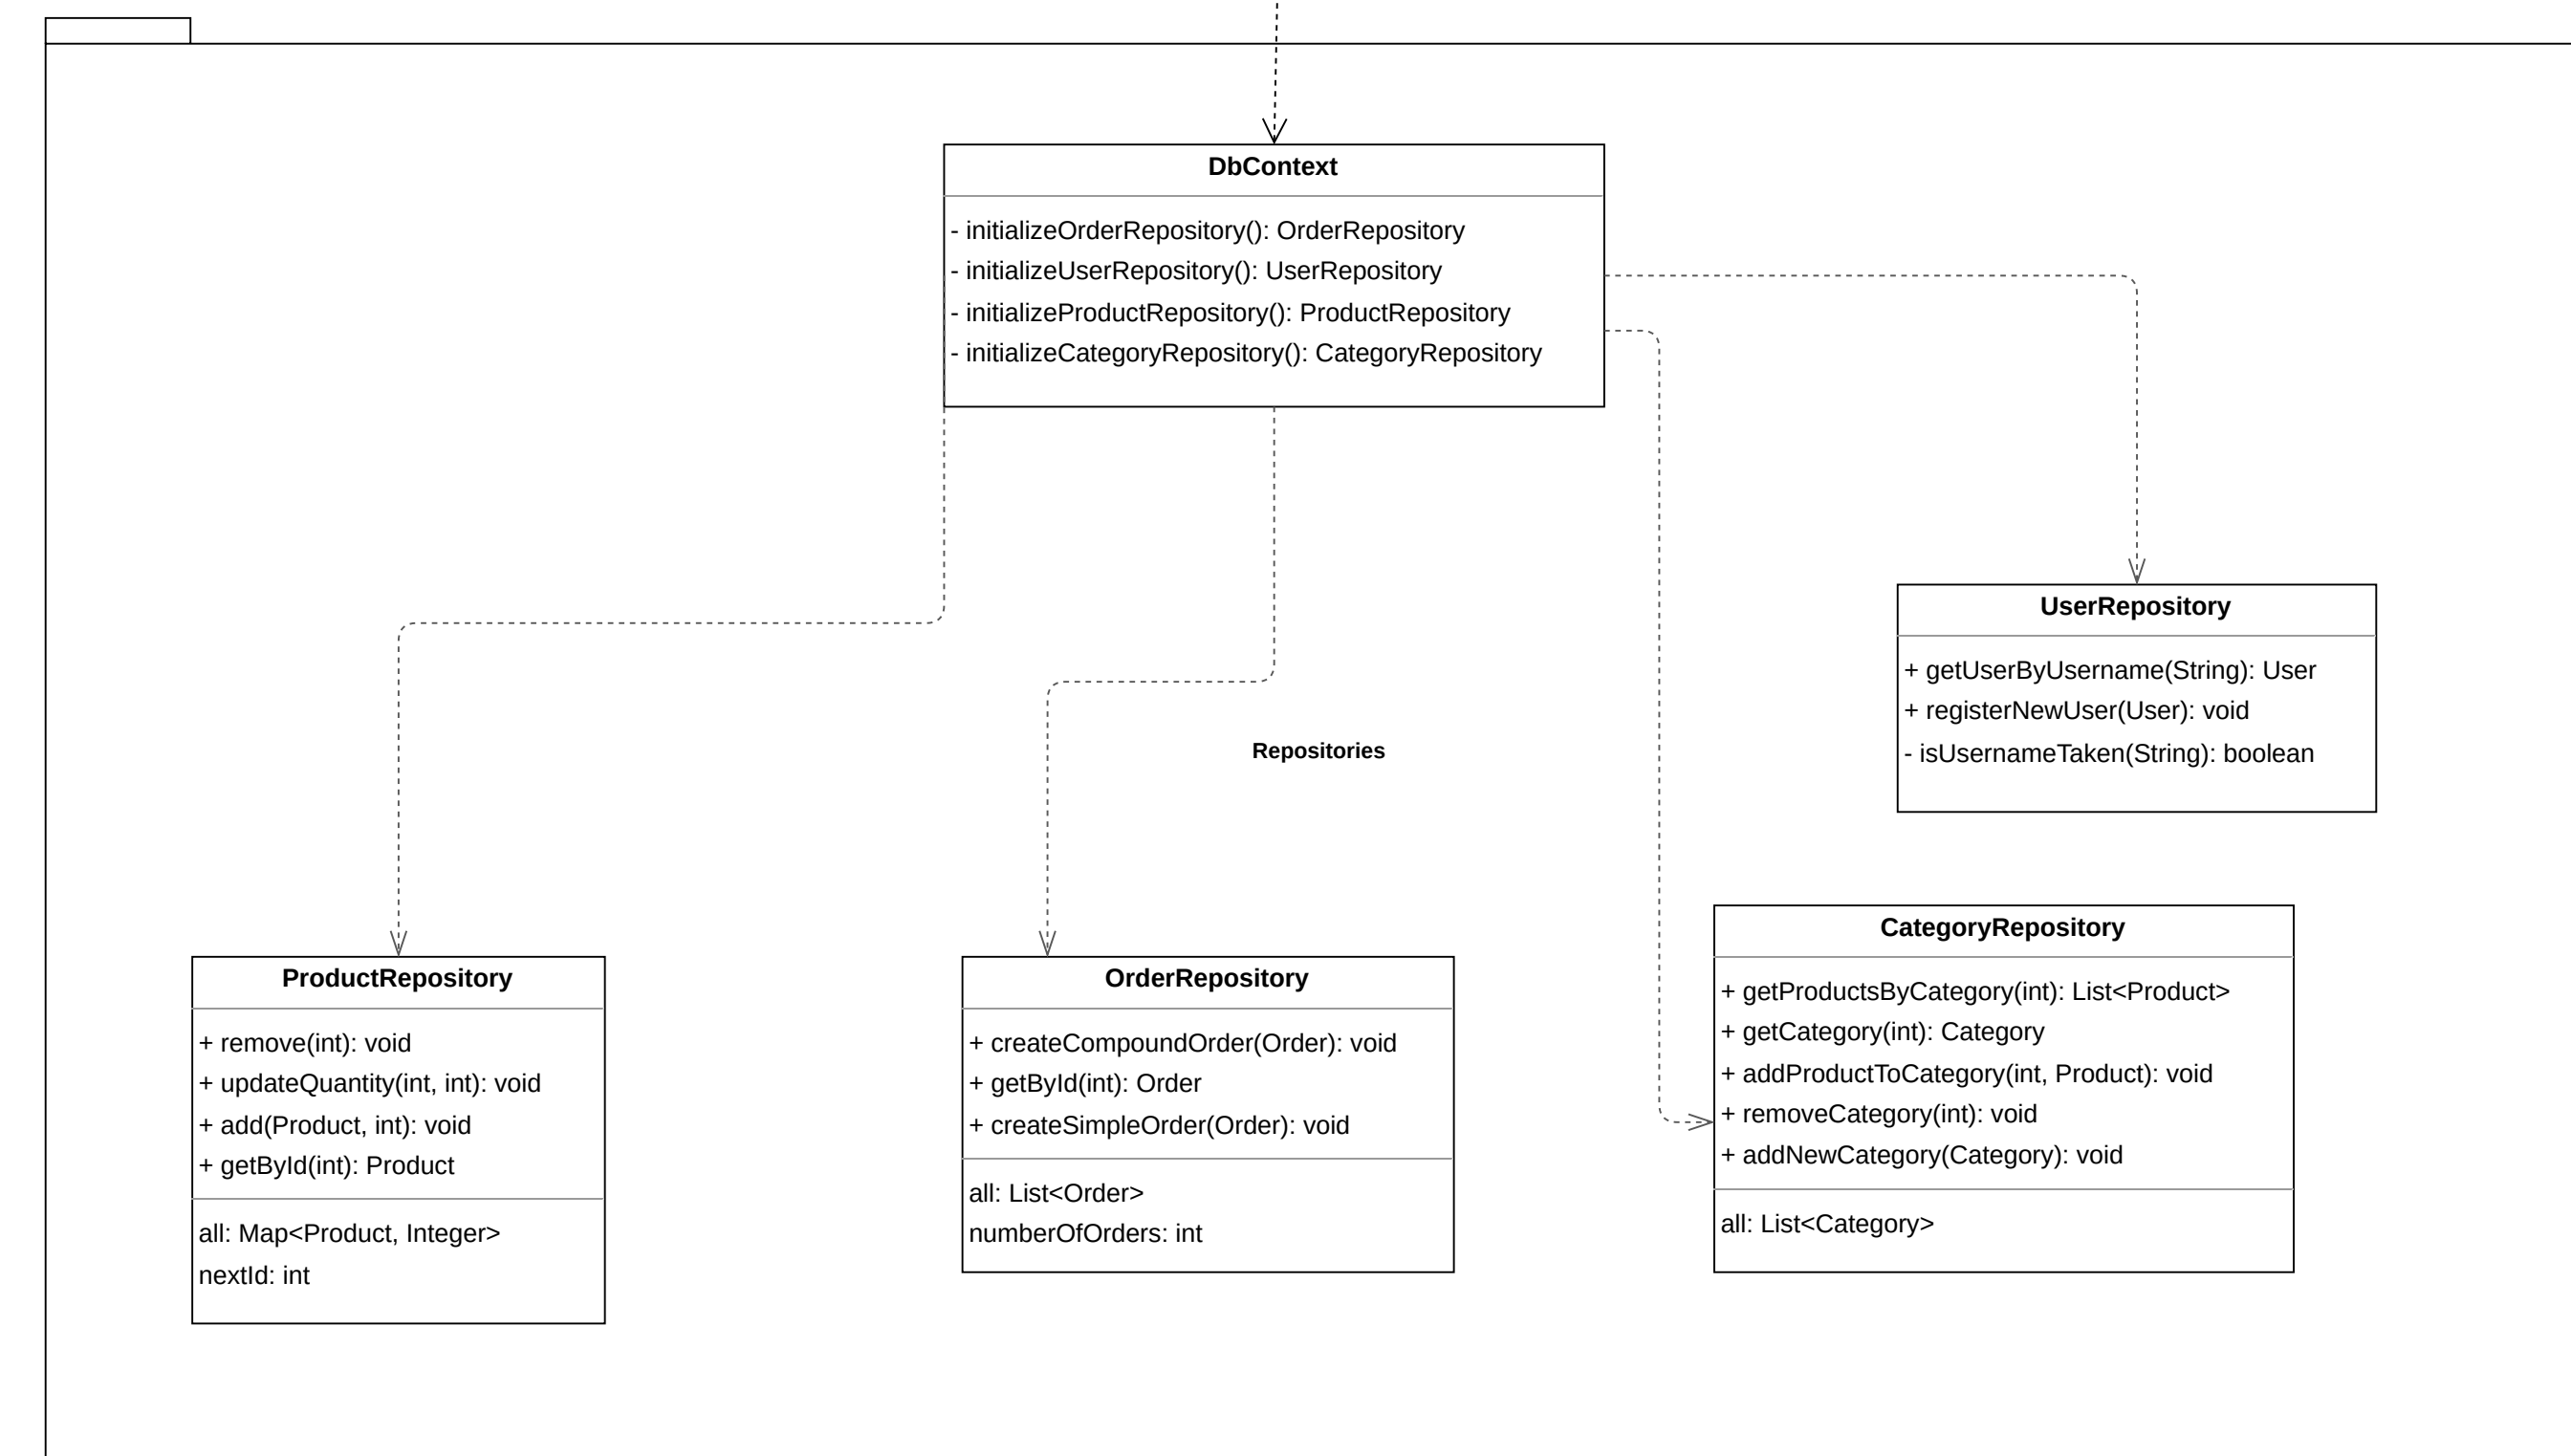 DbContext
- initializeOrderRepository(): OrderRepository
- initializeUserRepository(): UserRepository
- initializeProductRepository(): ProductRepository
- initializeCategoryRepository(): CategoryRepository
UserRepository
+ getUserByUsername(String): User
+ registerNewUser(User): void
- isUsernameTaken(String): boolean
Repositories
ProductRepository
+ remove(int): void
+ updateQuantity(int, int): void
+ add(Product, int): void
+ getById(int): Product
all: Map<Product, Integer>
nextId: int
OrderRepository
+ createCompoundOrder(Order): void
+ getById(int): Order
+ createSimpleOrder(Order): void
all: List<Order>
numberOfOrders: int
CategoryRepository
+ getProductsByCategory(int): List<Product>
+ getCategory(int): Category
+ addProductToCategory(int, Product): void
+ removeCategory(int): void
+ addNewCategory(Category): void
all: List<Category>